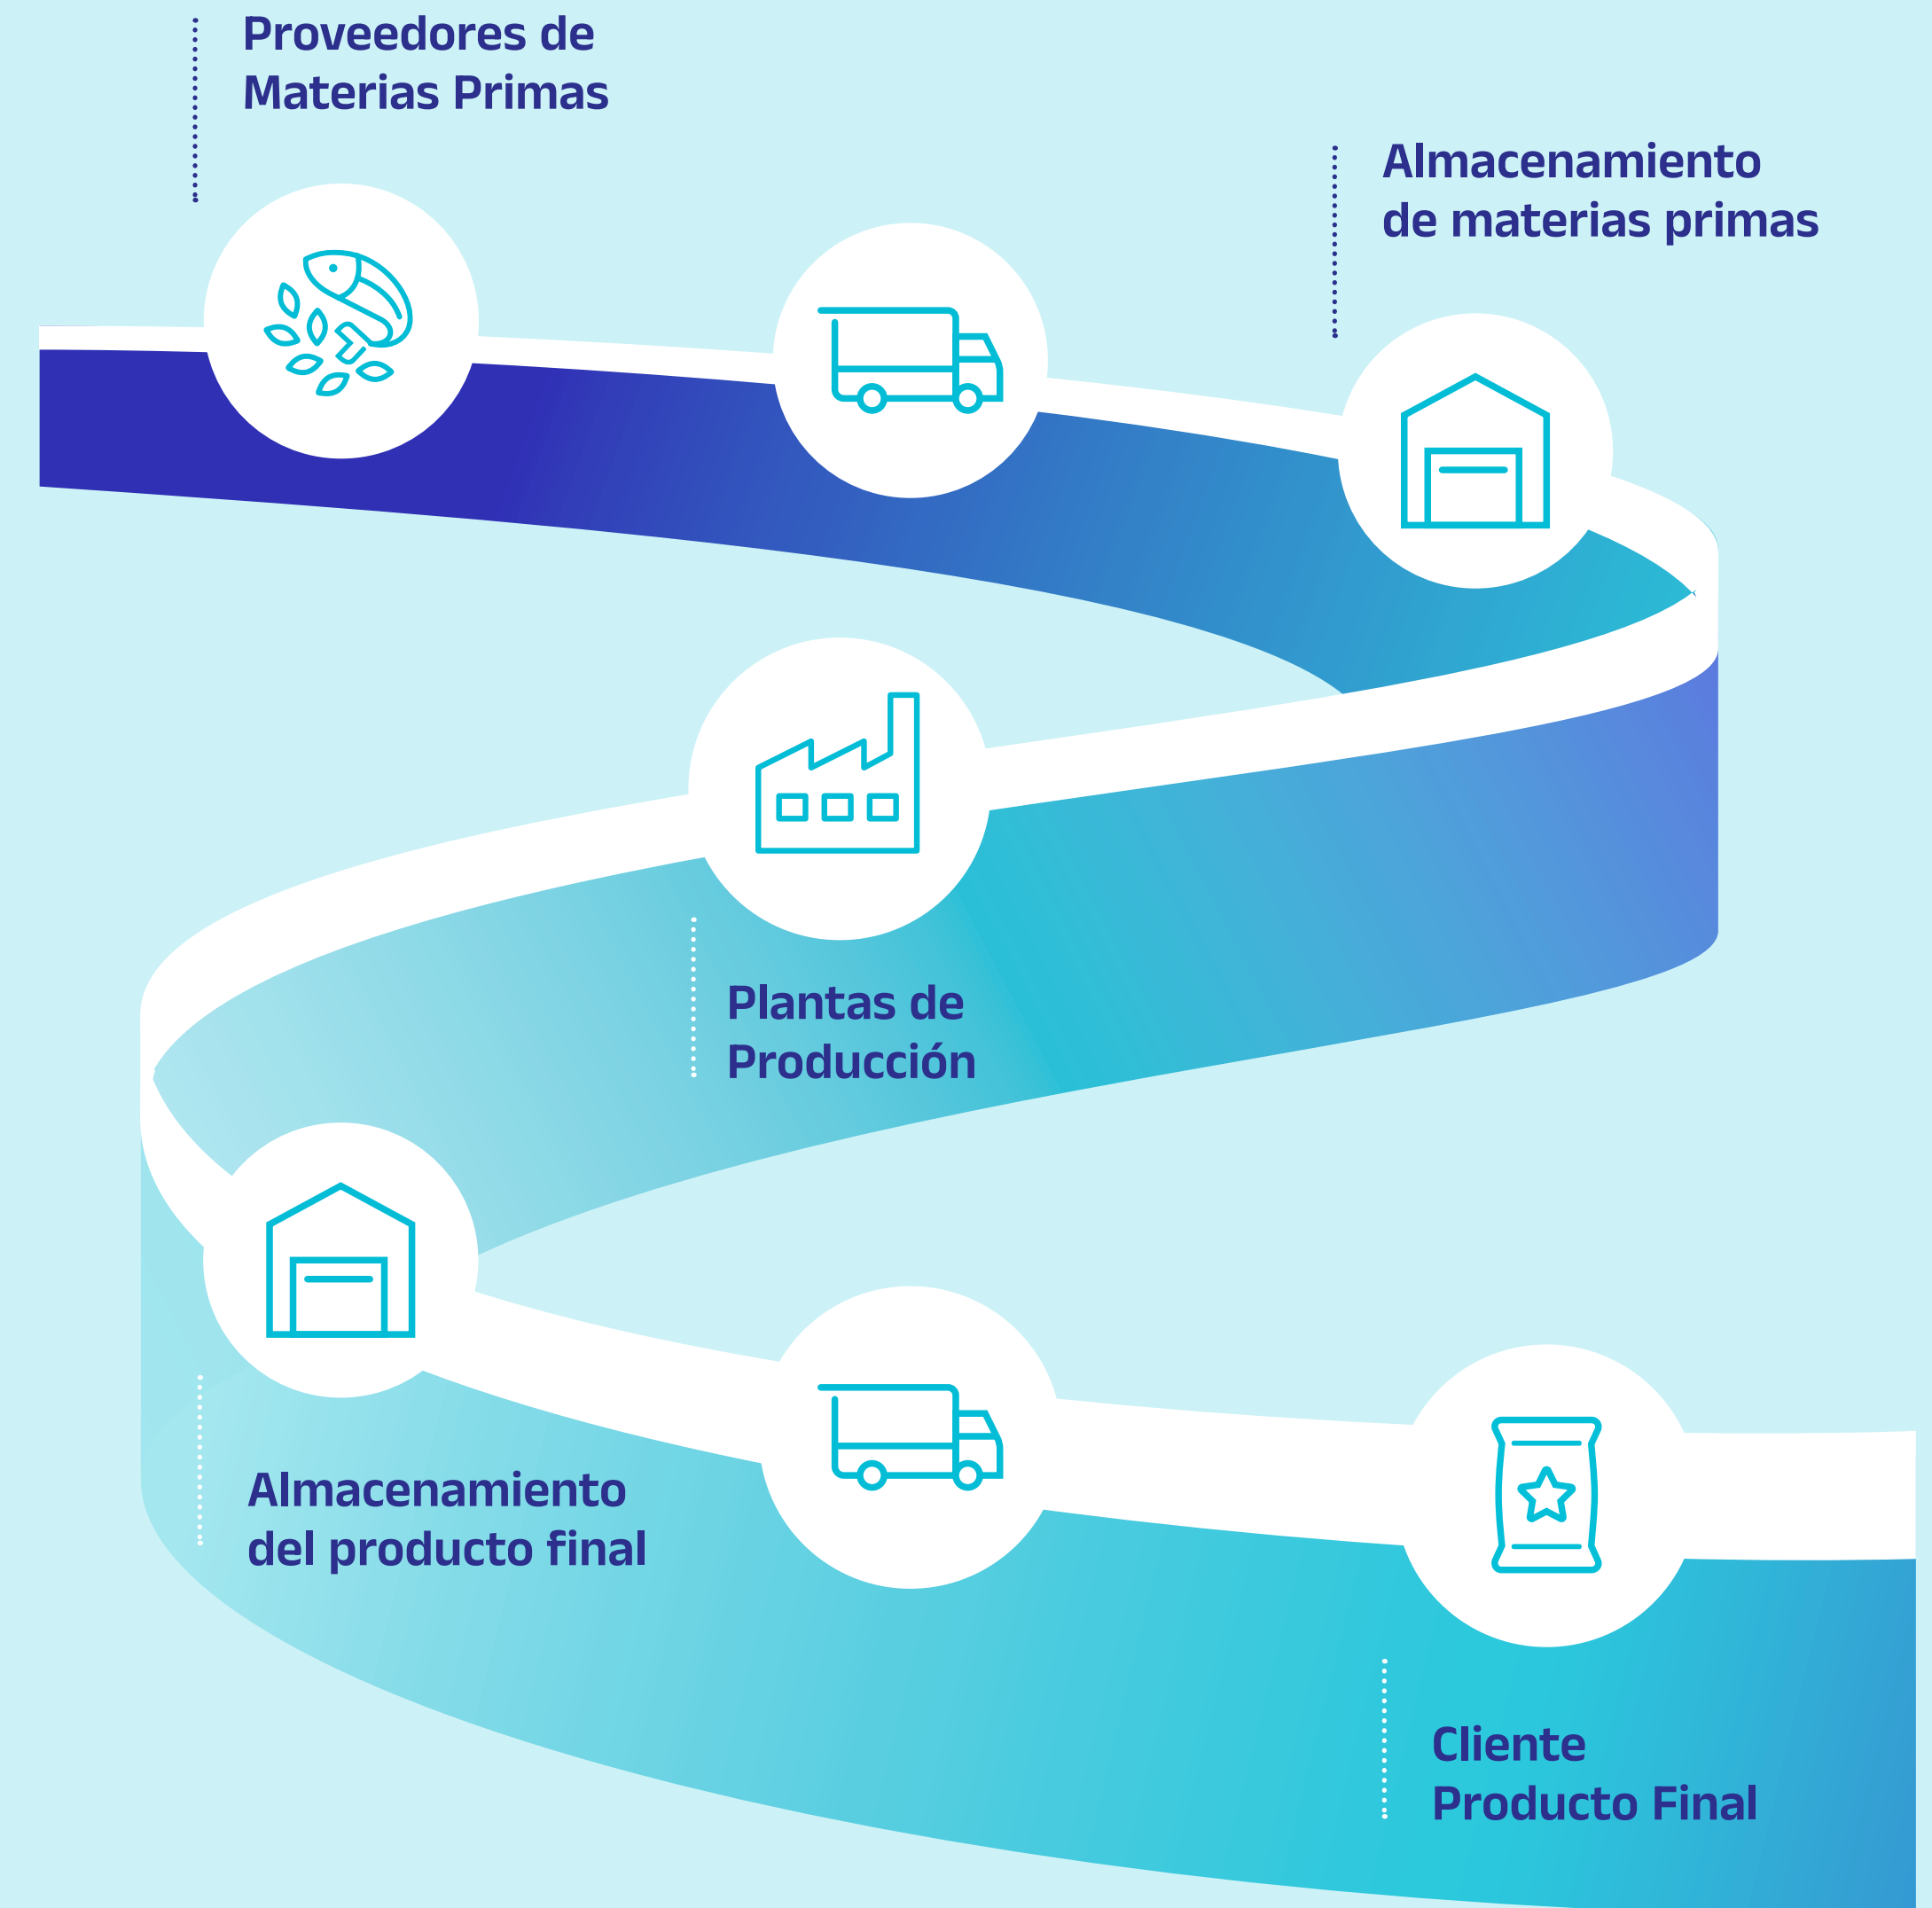 Proveedores de
Materias Primas
Almacenamiento
de materias primas
Plantas de
Producción
Almacenamiento
del producto final
Cliente
Producto Final